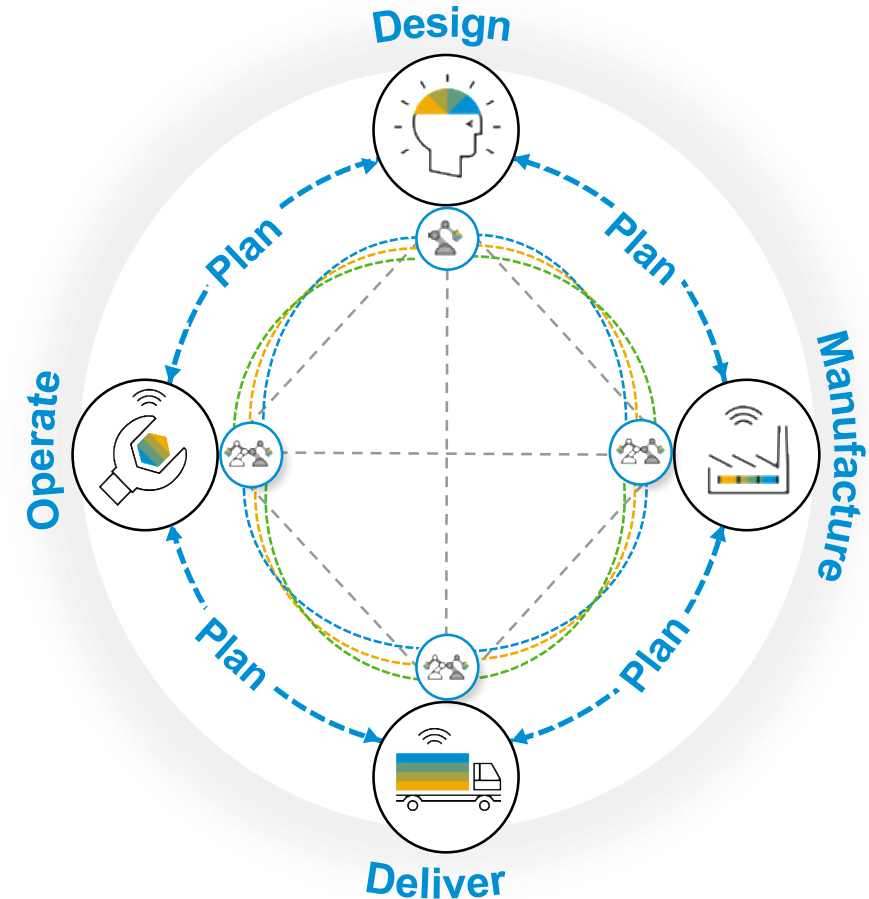 Design
Plan
Plan
Operate
Manufacture
Plan
Plan
Deliver